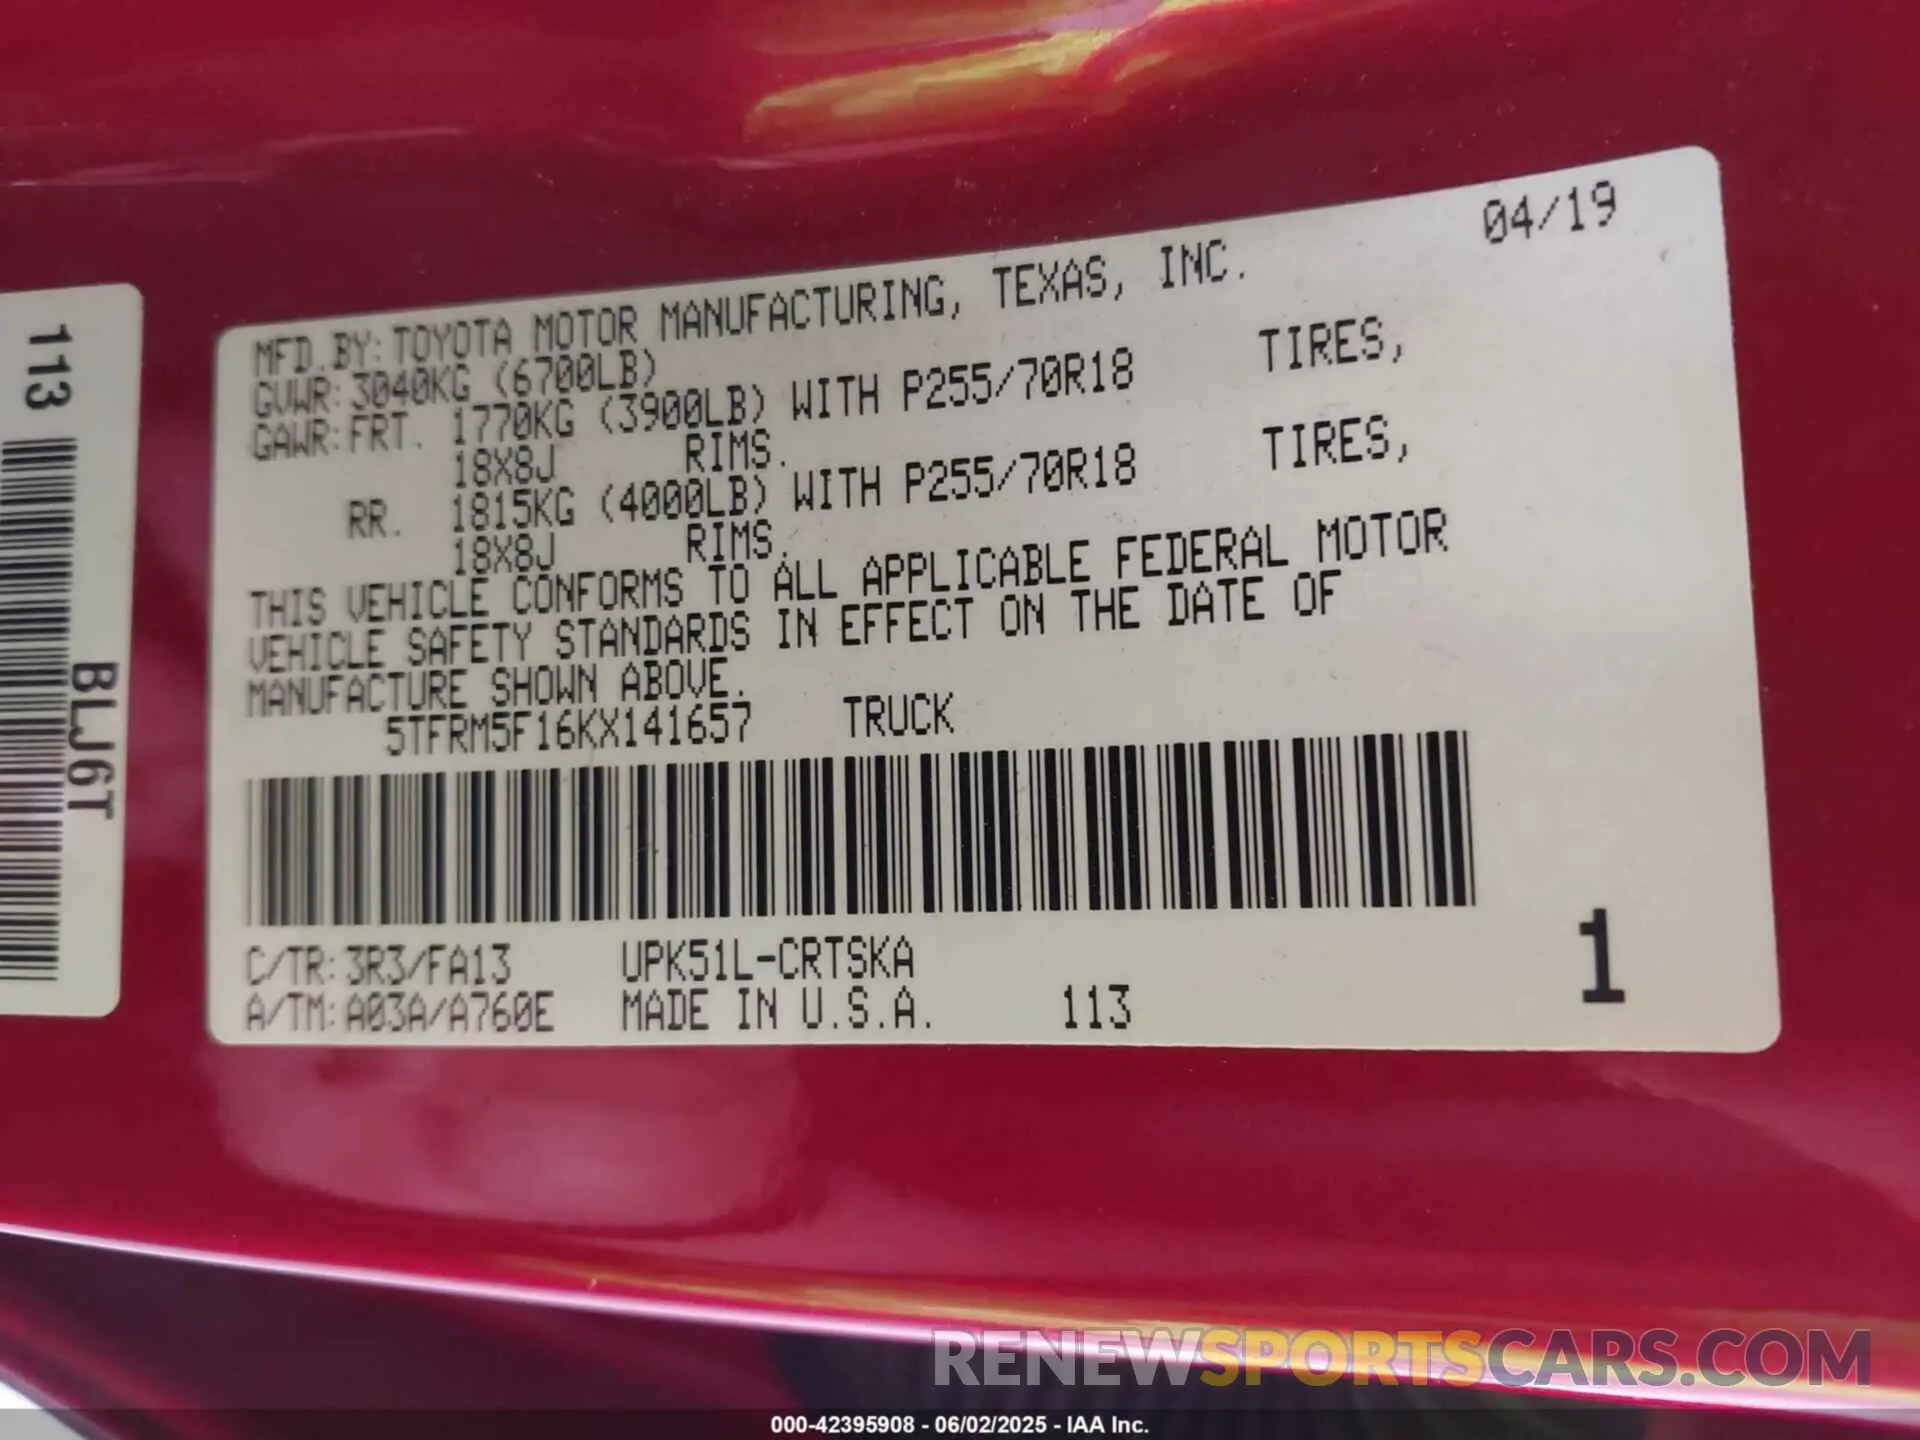 04/19
MFD.BY: TOYOTA MOTOR MANUFACTURING, TEXAS, INC.
GVWR: 3040KG (6700LB)
GAWR: FRT. 1770KG (3900LB) WITH P255/70R18 TIRES,
18X8J RIMS.
RR. 1815KG (4000LB) WITH P255/70R18 TIRES,
18X8J RIMS.
THIS VEHICLE CONFORMS TO ALL APPLICABLE FEDERAL MOTOR
VEHICLE SAFETY STANDARDS IN EFFECT ON THE DATE OF
MANUFACTURE SHOWN ABOVE.
5TFRM5F16KX141657 TRUCK
C/TR: 3R3/FA13 UPK51L-CRTSKA
A/TM: A03A/A760E MADE IN U.S.A. 113
1
113
BLJ6T
RENEWSPORTSCARS.COM
000-42395908 - 06/02/2025 - IAA Inc.